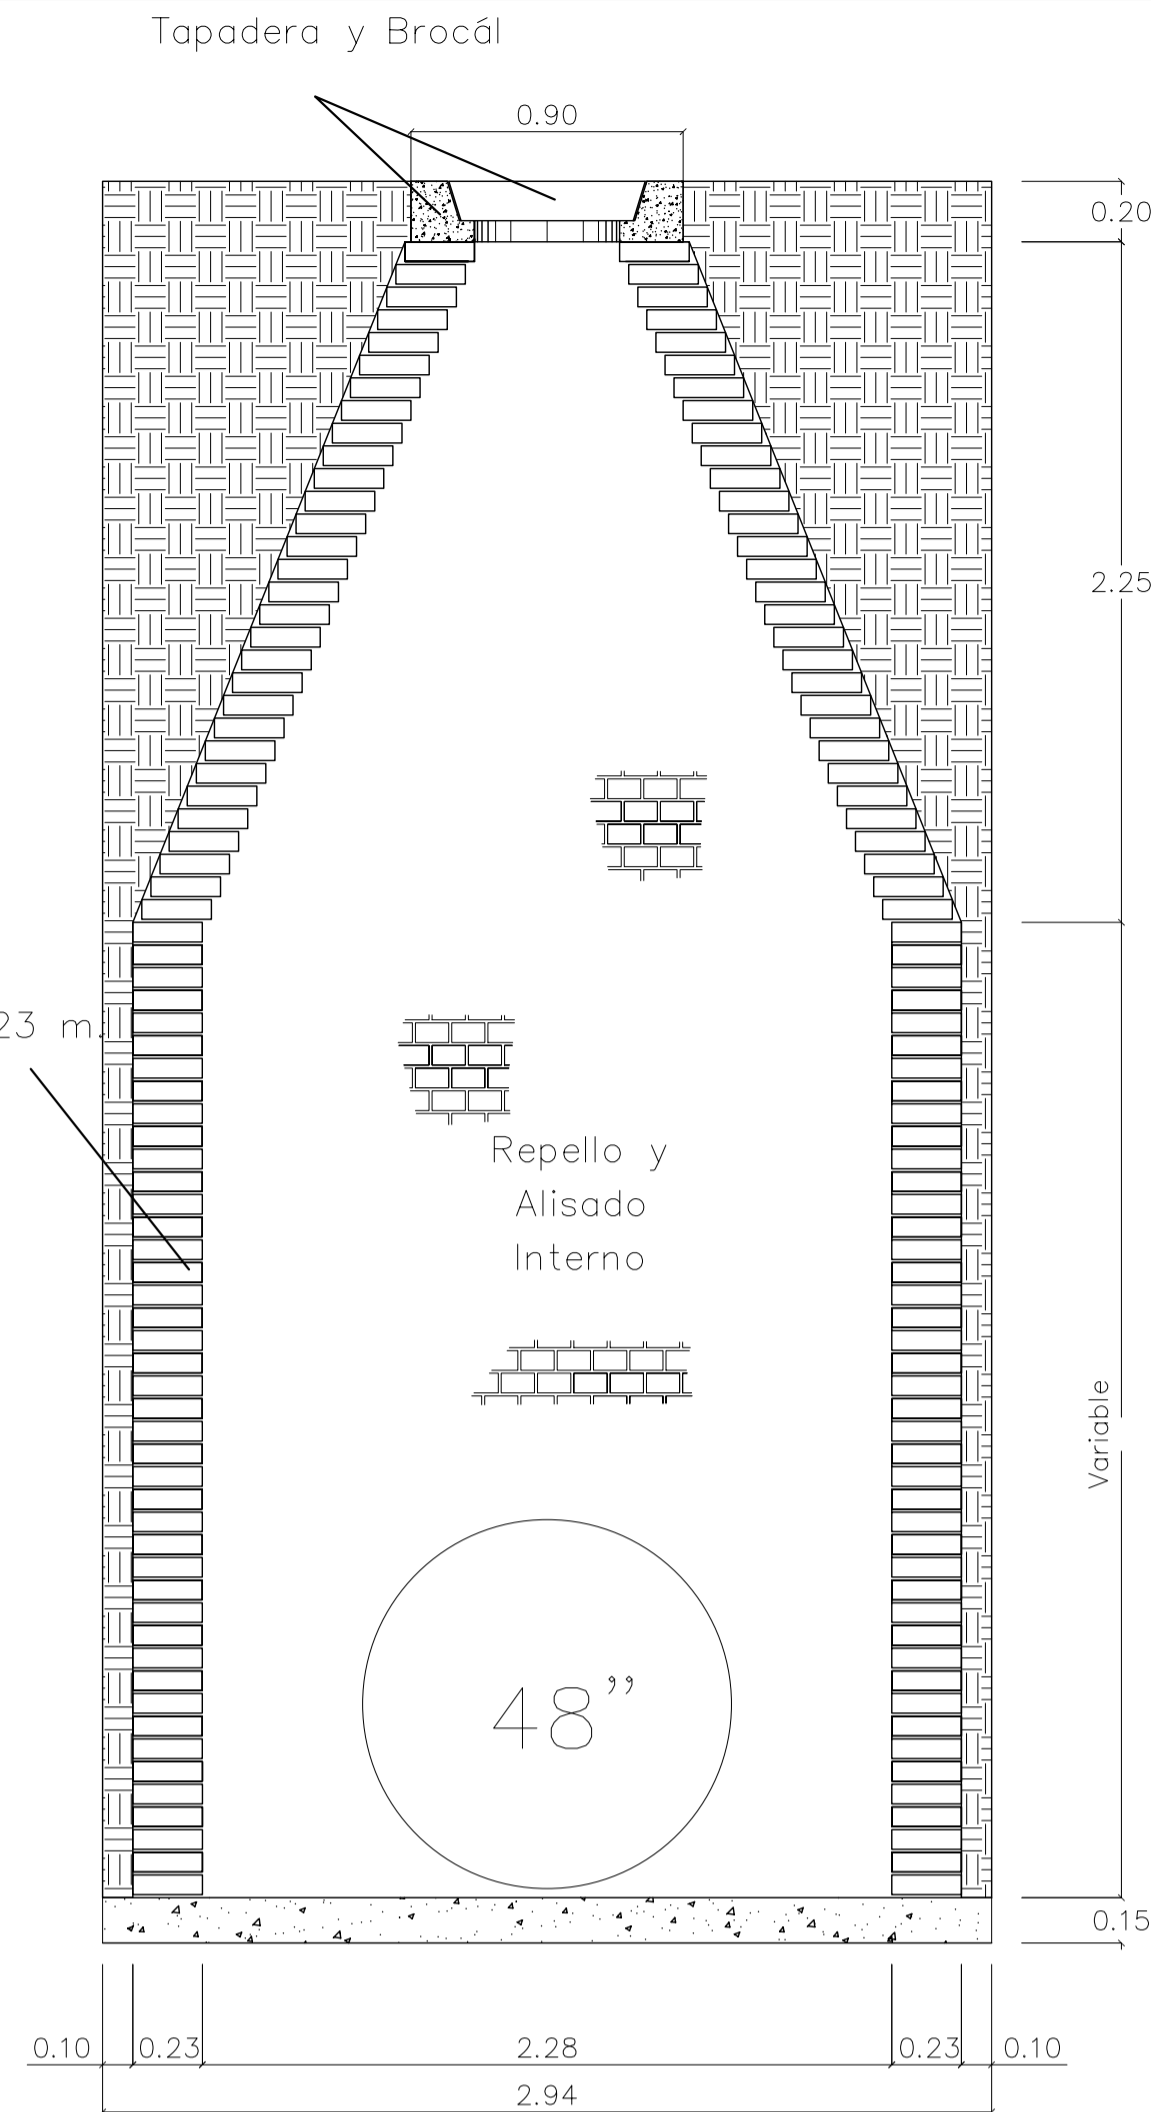 Tapadera y Brocál
0.90
0.20
2.25
23 m.
Repello y
Alisado
Interno
Variable
48”
0.15
0.10 0.23 2.28 0.23 0.10
2.94